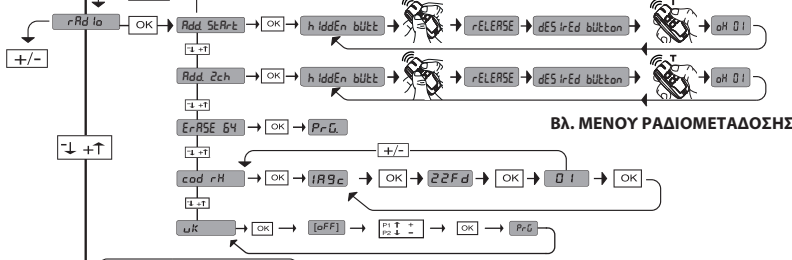 rAd io OK Add. StArt OK h iddEn bUtt rELEASE dES IrEd bUtton T oH 01
+/-
-↓ +↑
Add. 2ch OK h iddEn bUtt rELEASE dES IrEd bUtton T oH 01
-↓ +↑
ErASE 64 OK PrG.
Βλ. ΜΕΝΟΥ ΡΑΔΙΟΜΕΤΑΔΟΣΗΣ
-↓ +↑
-↓ +↑
+/-
cod rH OK 1A9c OK 22Fd OK 01 OK
-↓ +↑
uk OK [oFF] P1 ↑ + OK PrG
P2 ↓ -